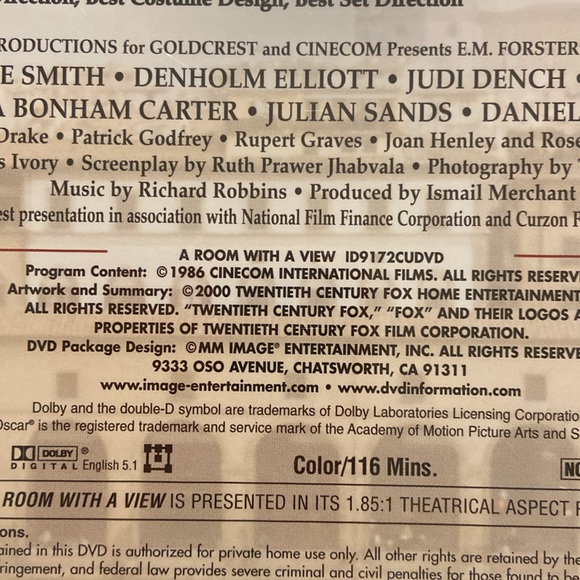 Best Costume Design, Best Set Direction
RODUCTIONS for GOLDCREST and CINECOM Presents E.M. FORSTER
E SMITH • DENHOLM ELLIOTT • JUDI DENCH •
A BONHAM CARTER • JULIAN SANDS • DANIEL
Drake • Patrick Godfrey • Rupert Graves • Joan Henley and Rose
s Ivory • Screenplay by Ruth Prawer Jhabvala • Photography by
Music by Richard Robbins • Produced by Ismail Merchant
est presentation in association with National Film Finance Corporation and Curzon F
A ROOM WITH A VIEW ID9172CUDVD
Program Content: ©1986 CINECOM INTERNATIONAL FILMS. ALL RIGHTS RESERV
Artwork and Summary: ©2000 TWENTIETH CENTURY FOX HOME ENTERTAINMENT
ALL RIGHTS RESERVED. “TWENTIETH CENTURY FOX,” “FOX” AND THEIR LOGOS A
PROPERTIES OF TWENTIETH CENTURY FOX FILM CORPORATION.
DVD Package Design: ©MM IMAGE® ENTERTAINMENT, INC. ALL RIGHTS RESERVE
9333 OSO AVENUE, CHATSWORTH, CA 91311
www.image-entertainment.com • www.dvdinformation.com
Dolby and the double-D symbol are trademarks of Dolby Laboratories Licensing Corporatio
Oscar® is the registered trademark and service mark of the Academy of Motion Picture Arts and S
DOLBY ®
DIGITAL English 5.1
Color/116 Mins.
NO
ROOM WITH A VIEW IS PRESENTED IN ITS 1.85:1 THEATRICAL ASPECT R
ons.
ained in this DVD is authorized for private home use only. All other rights are retained by the
ringement, and federal law provides severe criminal and civil penalties for those found to be